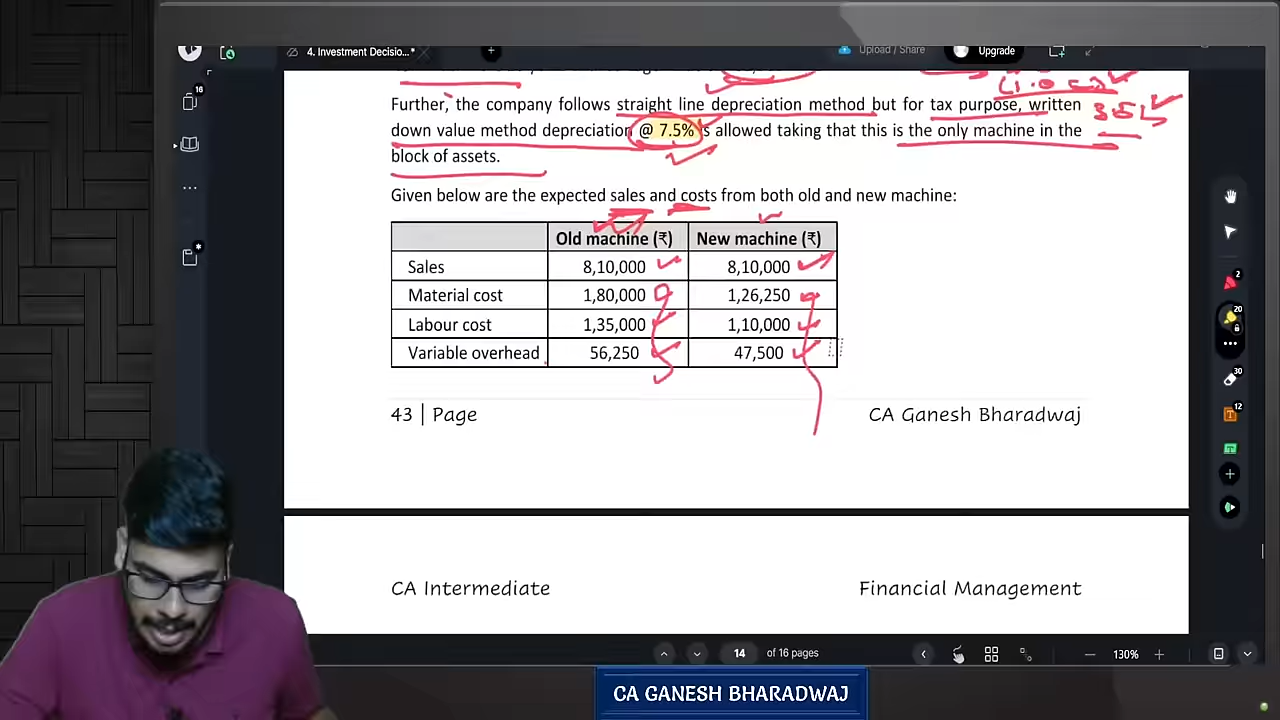 4. Investment Decisio...*
+
Upload / Share
Upgrade
Further, the company follows straight line depreciation method but for tax purpose, written
down value method depreciation @ 7.5% is allowed taking that this is the only machine in the
block of assets.
Given below are the expected sales and costs from both old and new machine:
Old machine (₹) New machine (₹)
Sales 8,10,000 8,10,000
Material cost 1,80,000 1,26,250
Labour cost 1,35,000 1,10,000
Variable overhead 56,250 47,500
43 | Page CA Ganesh Bharadwaj
CA Intermediate Financial Management
14 of 16 pages 130%
16
2
20
30
12
CA GANESH BHARADWAJ